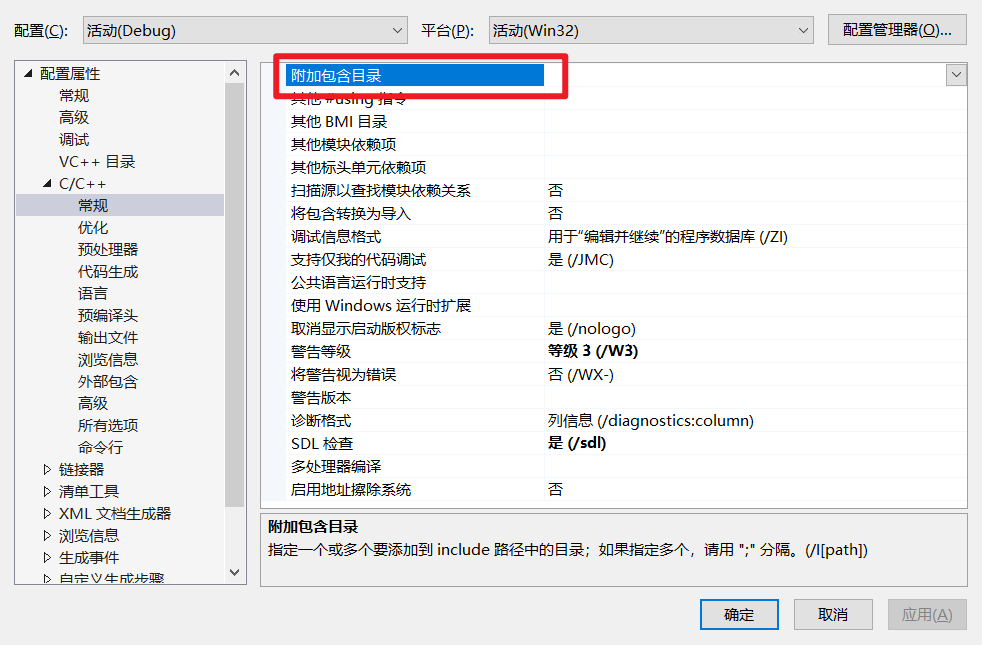 配置(C): 活动(Debug) 平台(P): 活动(Win32) 配置管理器(O)...
配置属性
常规
高级
调试
VC++ 目录
C/C++
常规
优化
预处理器
代码生成
语言
预编译头
输出文件
浏览信息
外部包含
高级
所有选项
命令行
链接器
清单工具
XML 文档生成器
浏览信息
生成事件
自定义生成步骤
附加包含目录
其他 #using 指令
其他 BMI 目录
其他模块依赖项
其他标头单元依赖项
扫描源以查找模块依赖关系 否
将包含转换为导入 否
调试信息格式 用于“编辑并继续”的程序数据库 (/ZI)
支持仅我的代码调试 是 (/JMC)
公共语言运行时支持
使用 Windows 运行时扩展
取消显示启动版权标志 是 (/nologo)
警告等级 等级 3 (/W3)
将警告视为错误 否 (/WX-)
警告版本
诊断格式 列信息 (/diagnostics:column)
SDL 检查 是 (/sdl)
多处理器编译
启用地址擦除系统 否
附加包含目录
指定一个或多个要添加到 include 路径中的目录；如果指定多个，请用 ";" 分隔。(/I[path])
确定 取消 应用(A)